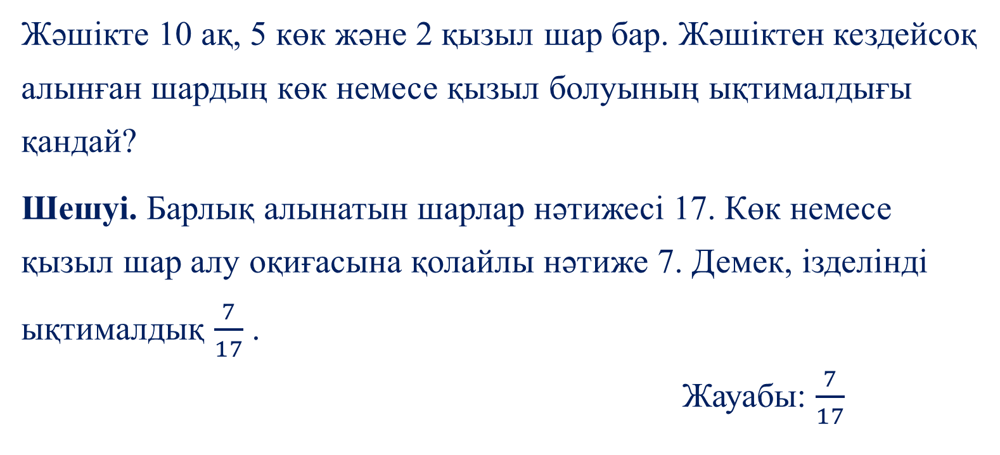 Жәшікте 10 ақ, 5 көк және 2 қызыл шар бар. Жәшіктен кездейсоқ
алынған шардың көк немесе қызыл болуының ықтималдығы
қандай?
Шешуі. Барлық алынатын шарлар нәтижесі 17. Көк немесе
қызыл шар алу оқиғасына қолайлы нәтиже 7. Демек, ізделінді
ықтималдық 7/17 .
Жауабы: 7/17